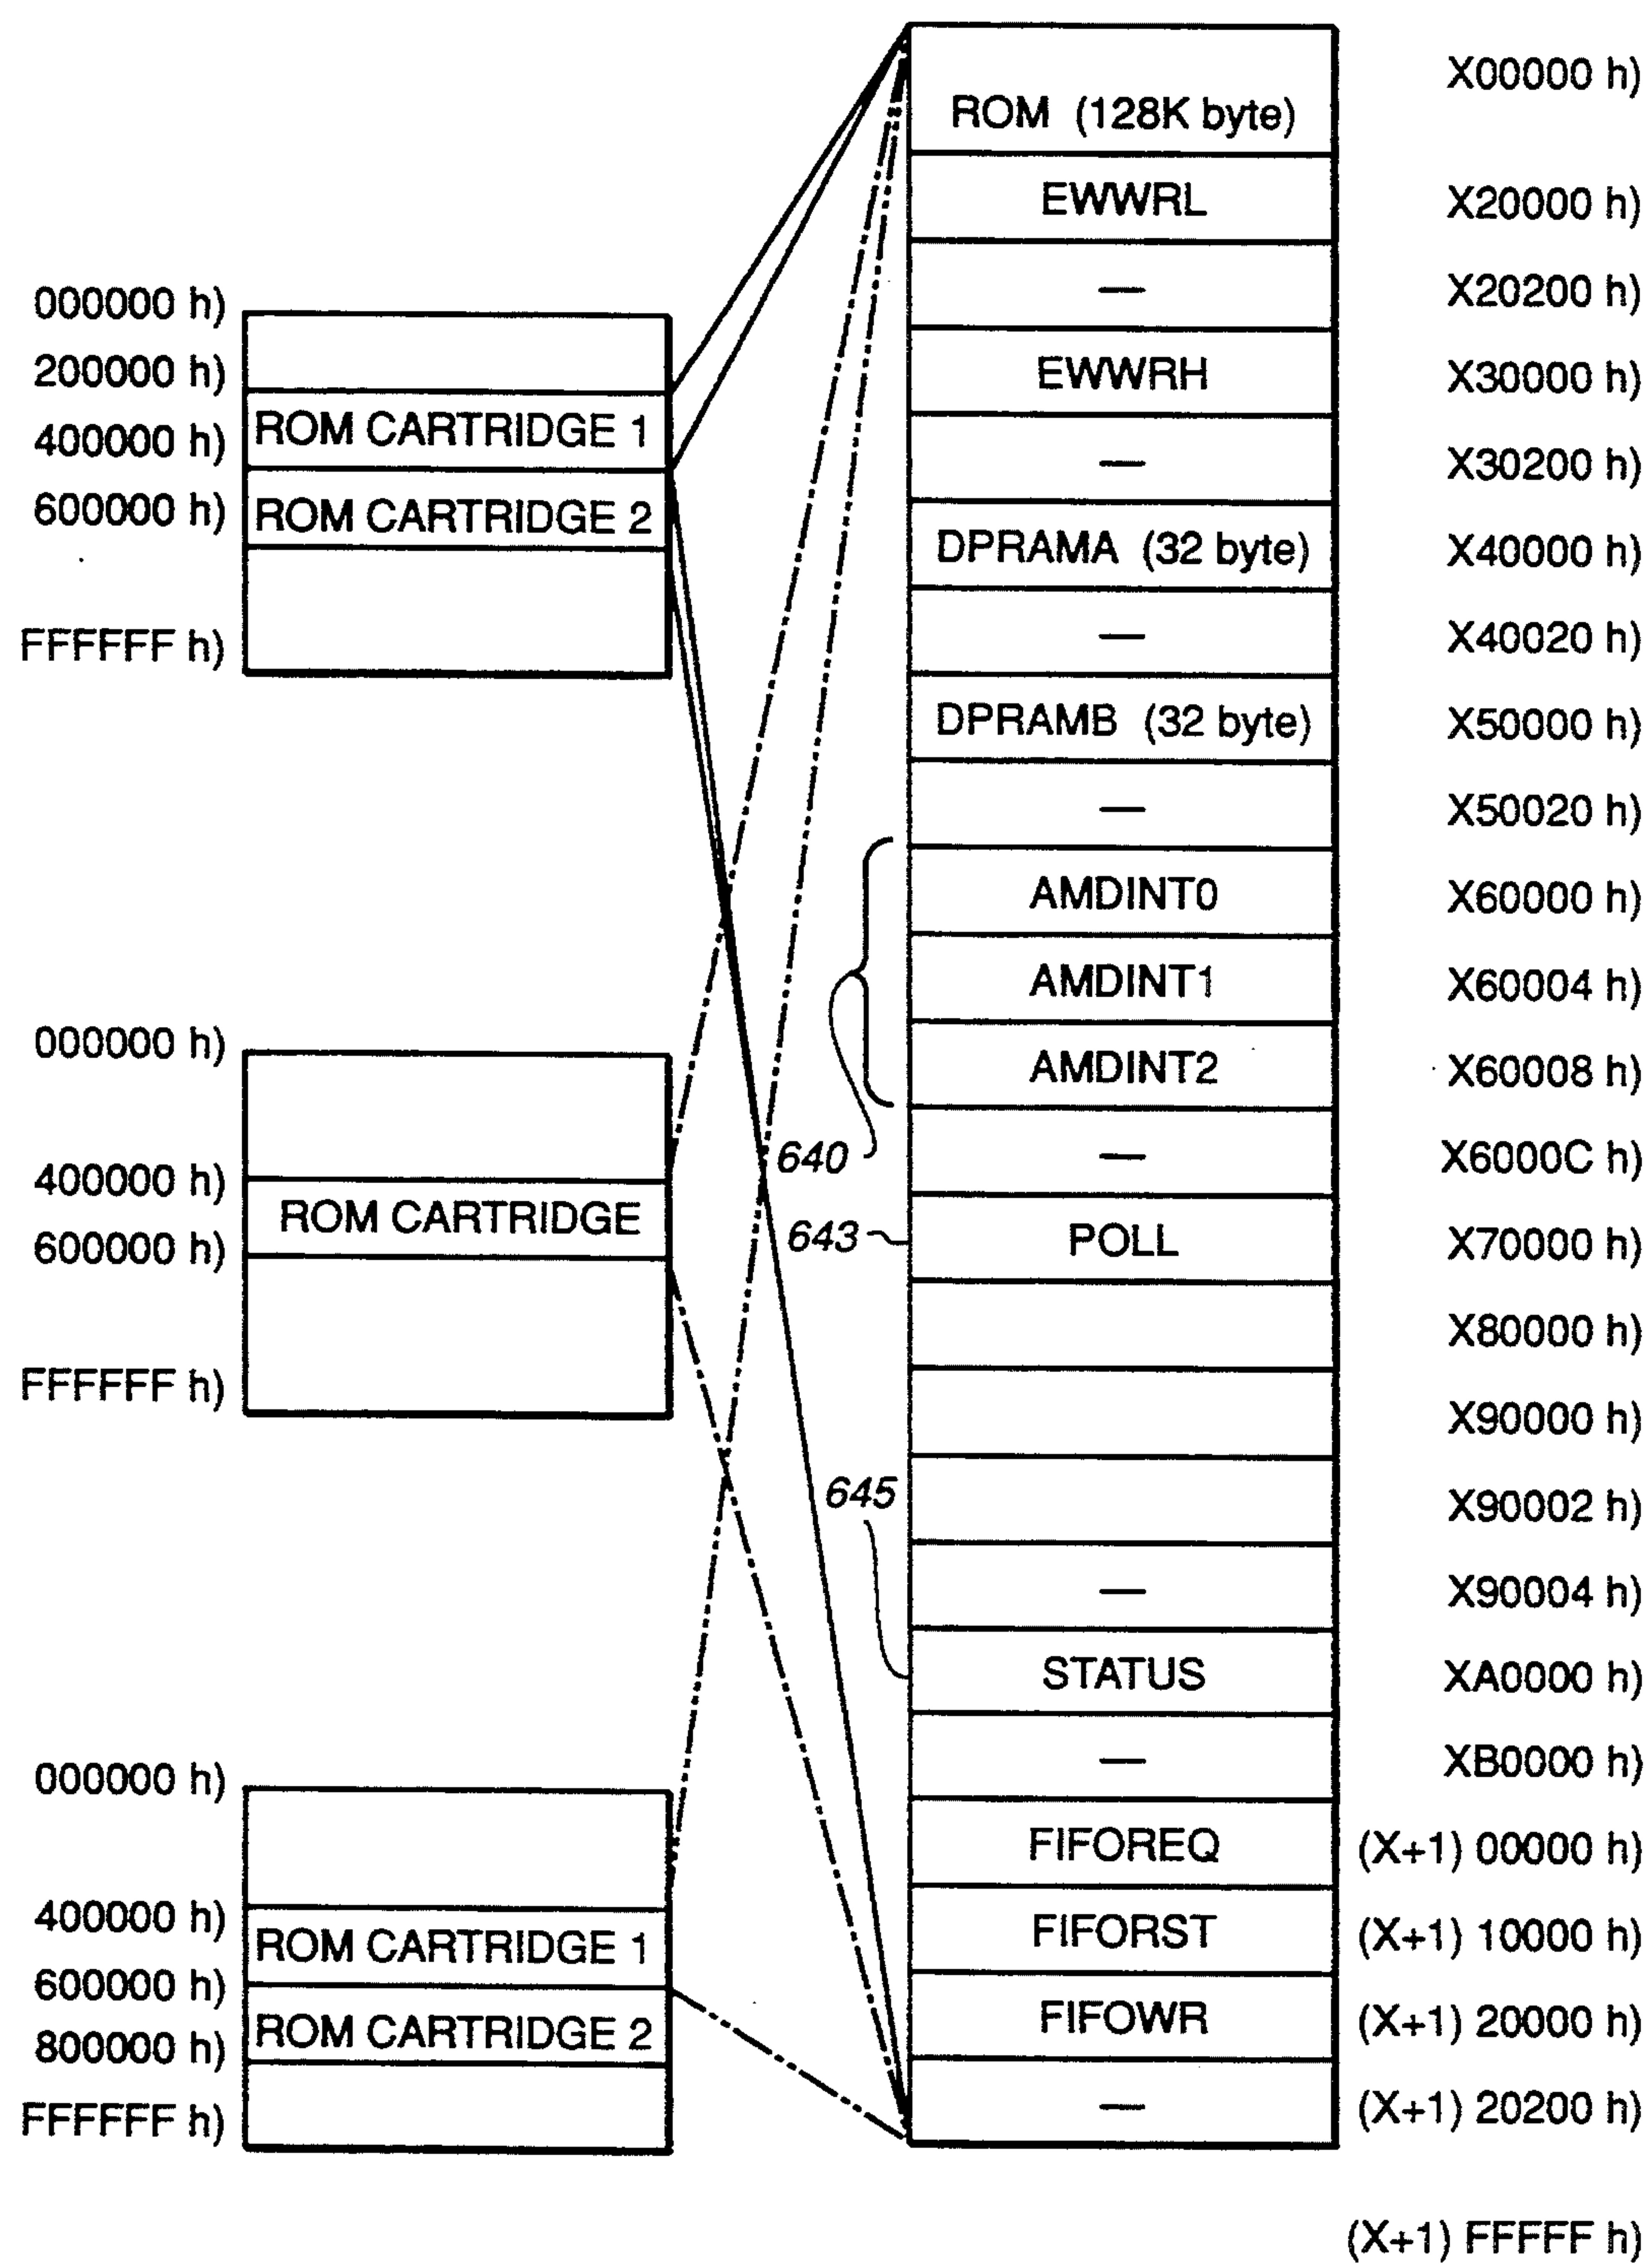 000000 h)
200000 h)
ROM CARTRIDGE 1
400000 h)
600000 h)
ROM CARTRIDGE 2
FFFFFF h)
000000 h)
400000 h)
ROM CARTRIDGE
600000 h)
FFFFFF h)
000000 h)
400000 h)
ROM CARTRIDGE 1
600000 h)
ROM CARTRIDGE 2
800000 h)
FFFFFF h)
640
643
645
ROM (128K byte) X00000 h)
EWWRL X20000 h)
— X20200 h)
EWWRH X30000 h)
— X30200 h)
DPRAMA (32 byte) X40000 h)
— X40020 h)
DPRAMB (32 byte) X50000 h)
— X50020 h)
AMDINT0 X60000 h)
AMDINT1 X60004 h)
AMDINT2 X60008 h)
— X6000C h)
POLL X70000 h)
X80000 h)
X90000 h)
X90002 h)
— X90004 h)
STATUS XA0000 h)
— XB0000 h)
FIFOREQ (X+1) 00000 h)
FIFORST (X+1) 10000 h)
FIFOWR (X+1) 20000 h)
— (X+1) 20200 h)
(X+1) FFFFF h)